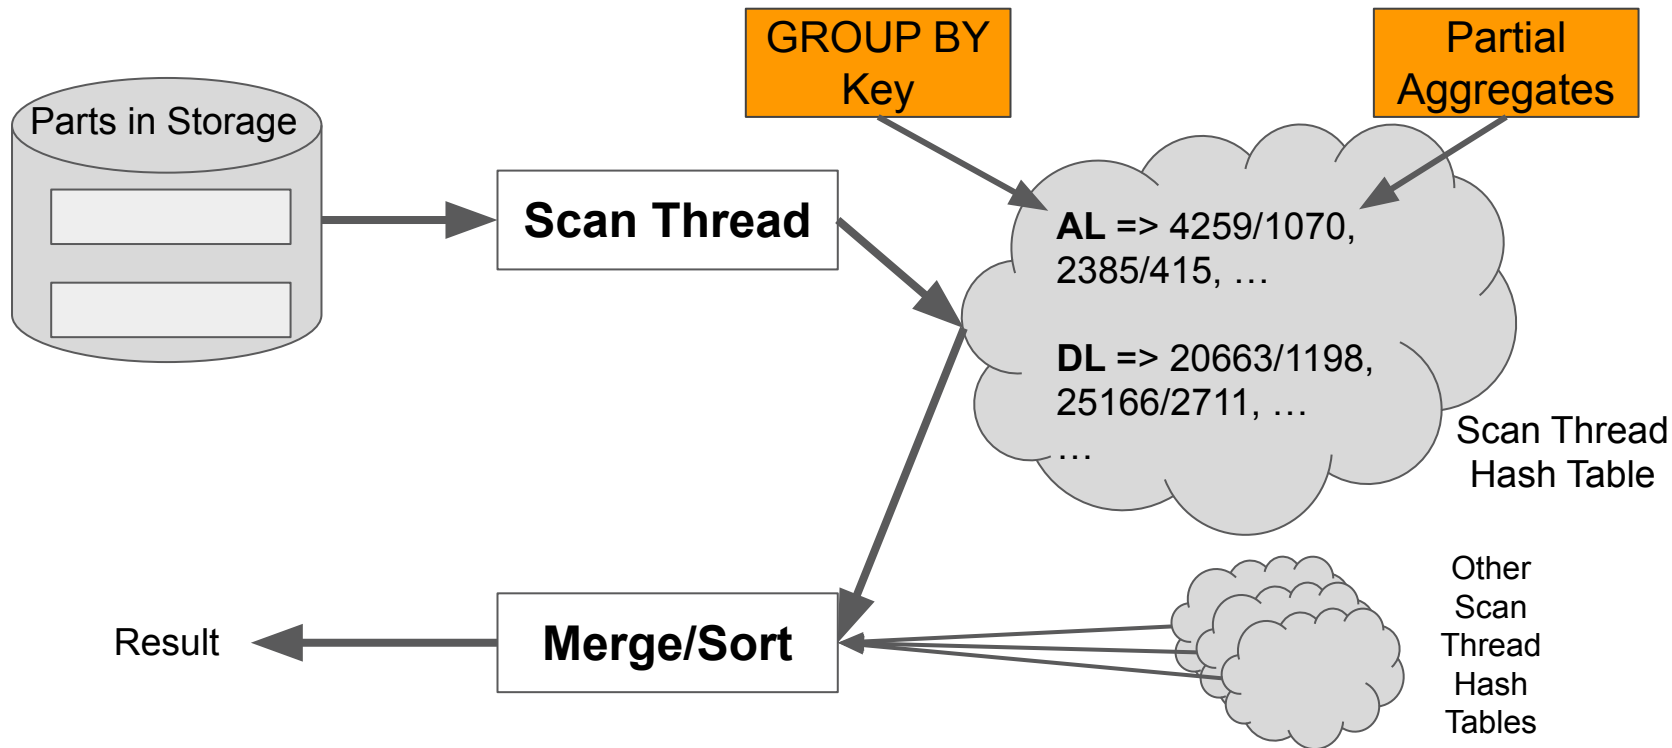 GROUP BY
Key
Partial
Aggregates
Parts in Storage
Scan Thread
AL => 4259/1070,
2385/415, …
DL => 20663/1198,
25166/2711, …
…
Scan Thread
Hash Table
Other
Scan
Thread
Hash
Tables
Merge/Sort
Result